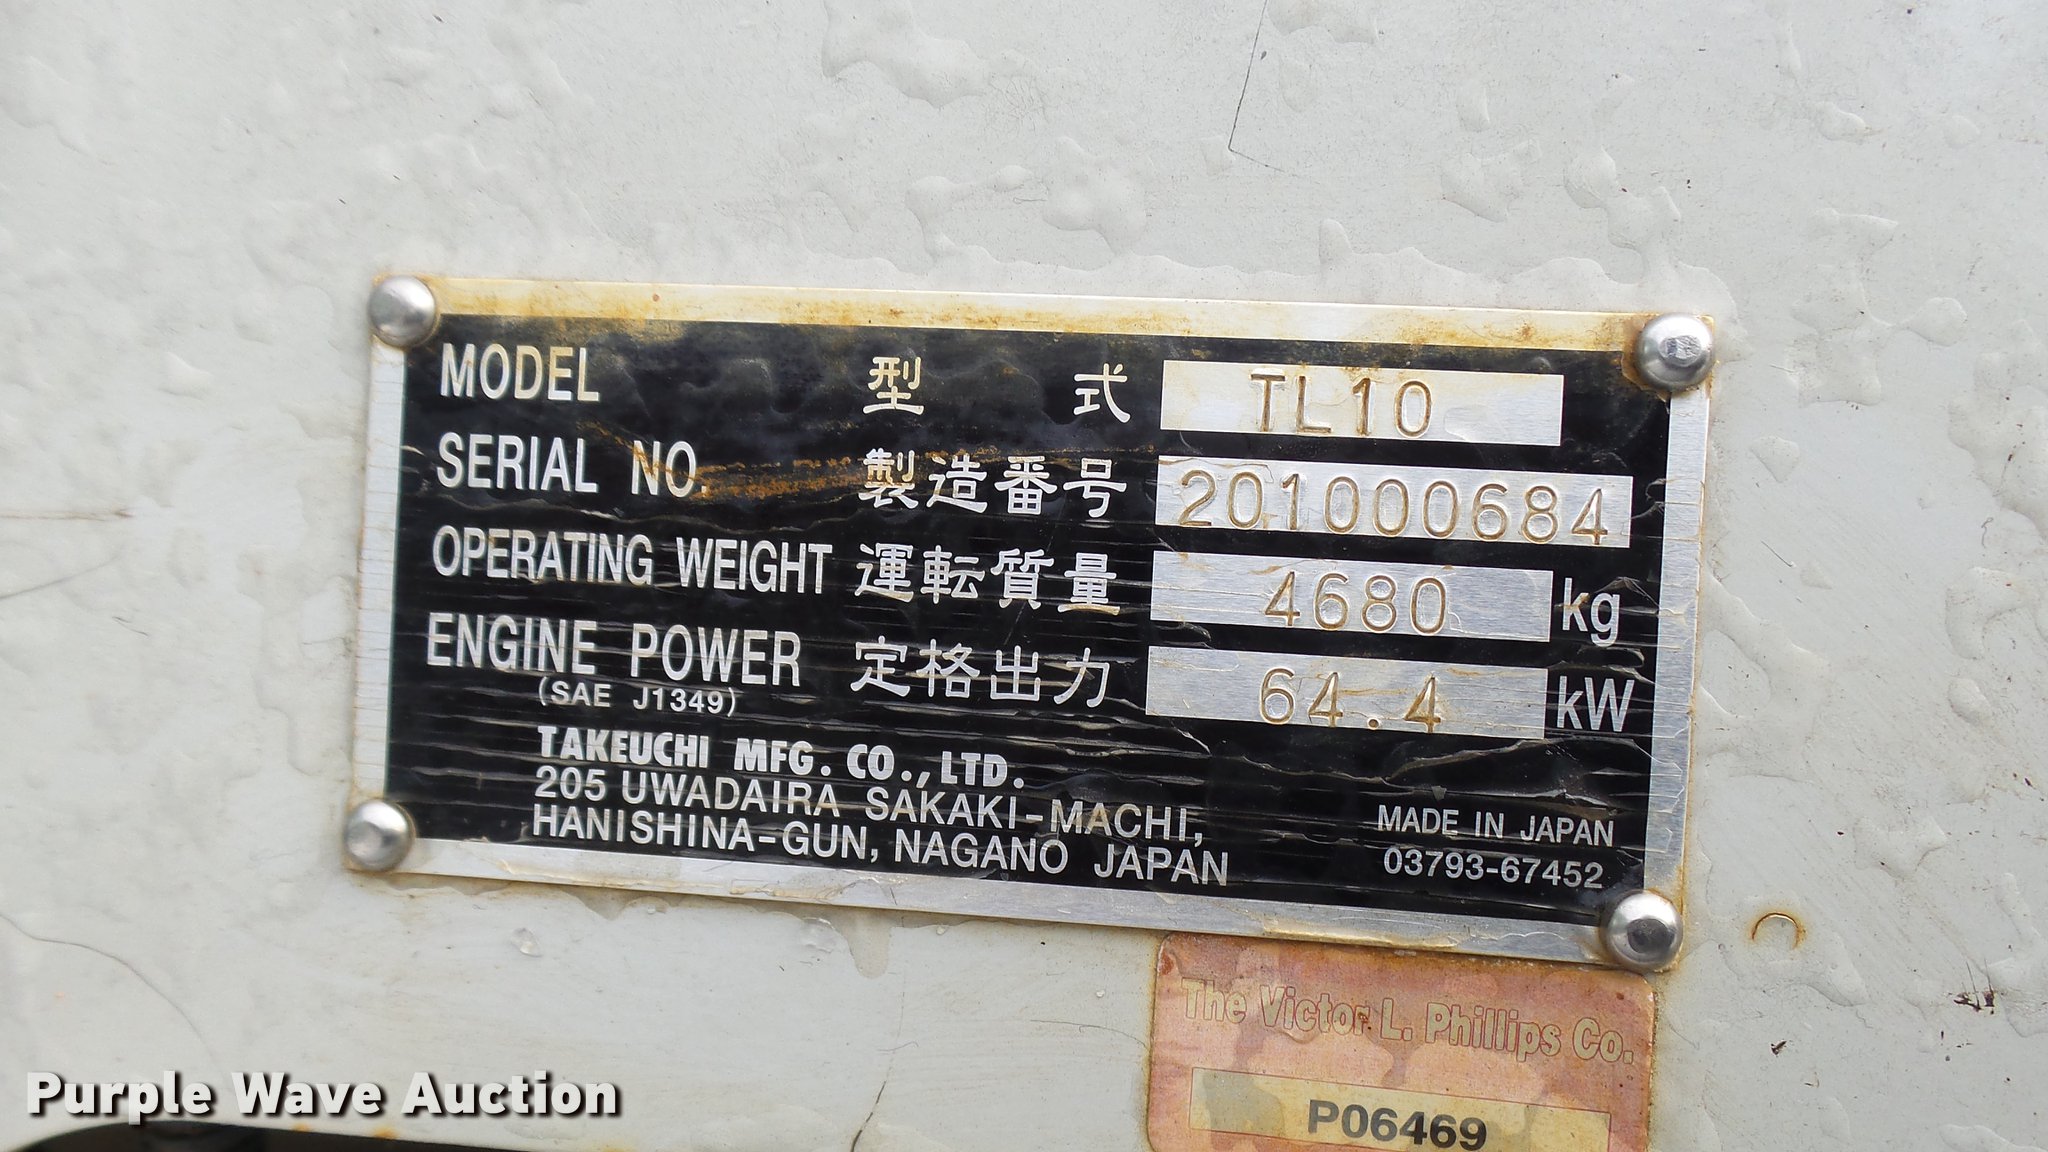 MODEL 型式 TL10
SERIAL NO. 製造番号 201000684
OPERATING WEIGHT 運転質量 4680 kg
ENGINE POWER 定格出力 64.4 kW
(SAE J1349)
TAKEUCHI MFG. CO., LTD.
205 UWADAIRA SAKAKI-MACHI,
HANISHINA-GUN, NAGANO JAPAN
MADE IN JAPAN
03793-67452
The Victor L. Phillips Co.
P06469
Purple Wave Auction